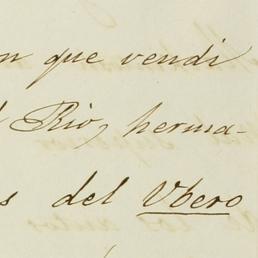 n que vendi
l Rio, herma-
s del Ubero